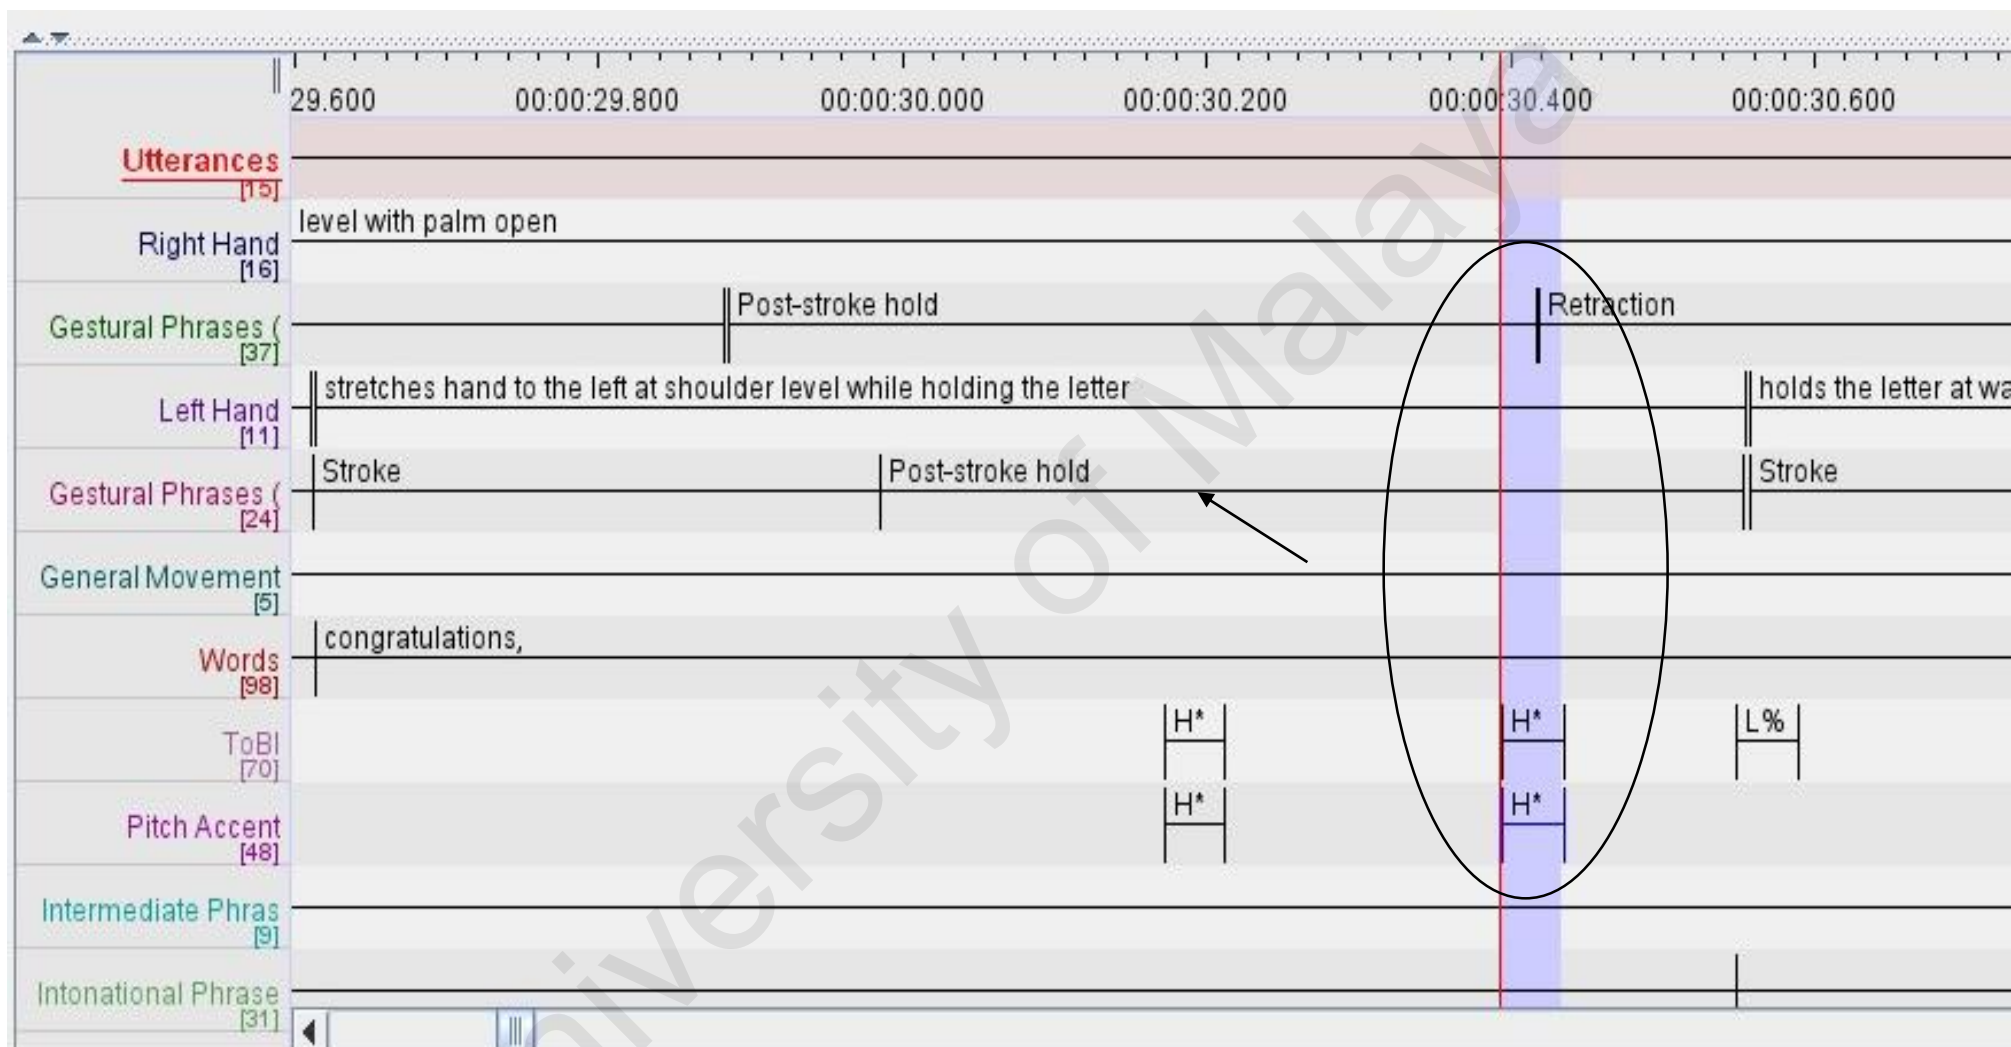 29.600 00:00:29.800 00:00:30.000 00:00:30.200 00:00:30.400 00:00:30.600
Utterances
[15]
level with palm open
Right Hand
[16]
Post-stroke hold Retraction
Gestural Phrases (
[37]
stretches hand to the left at shoulder level while holding the letter holds the letter at wa
Left Hand
[11]
Stroke Post-stroke hold Stroke
Gestural Phrases (
[24]
General Movement
[5]
congratulations,
Words
[98]
H* H* L%
ToBI
[70]
H* H*
Pitch Accent
[48]
Intermediate Phras
[9]
Intonational Phrase
[31]
niversity of Malaya